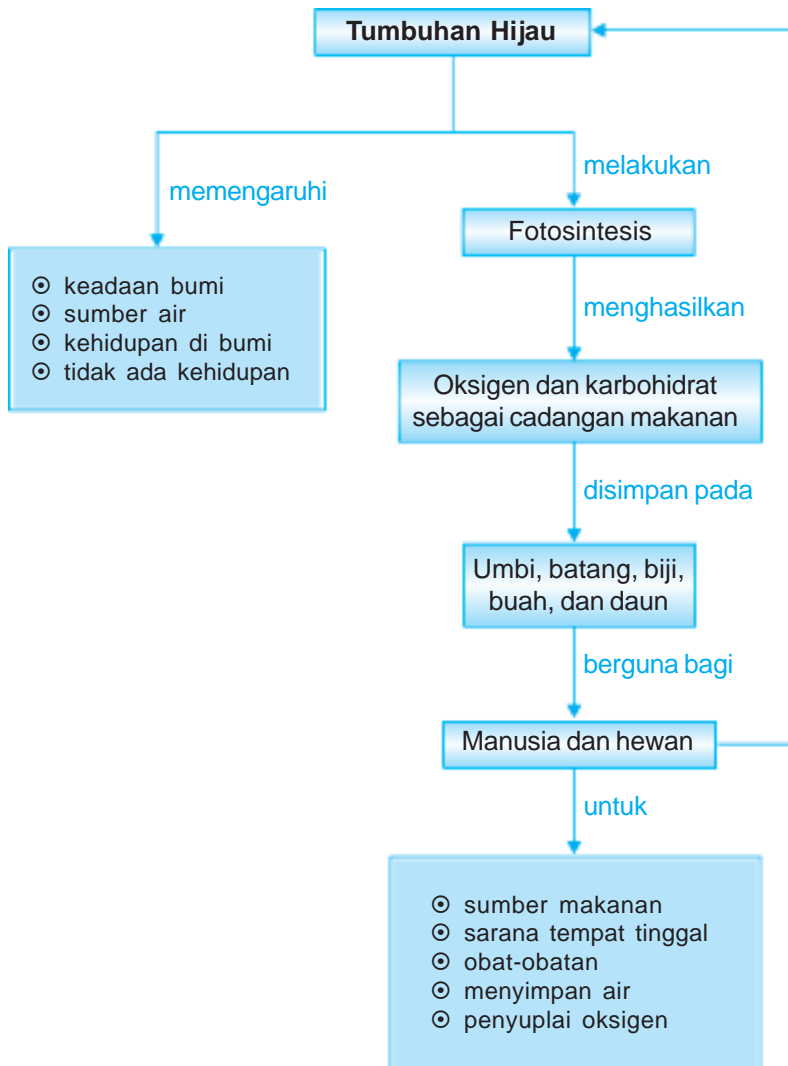 Tumbuhan Hijau
memengaruhi
melakukan
Fotosintesis
keadaan bumi
sumber air
kehidupan di bumi
tidak ada kehidupan
menghasilkan
Oksigen dan karbohidrat
sebagai cadangan makanan
disimpan pada
Umbi, batang, biji,
buah, dan daun
berguna bagi
Manusia dan hewan
untuk
sumber makanan
sarana tempat tinggal
obat-obatan
menyimpan air
penyuplai oksigen